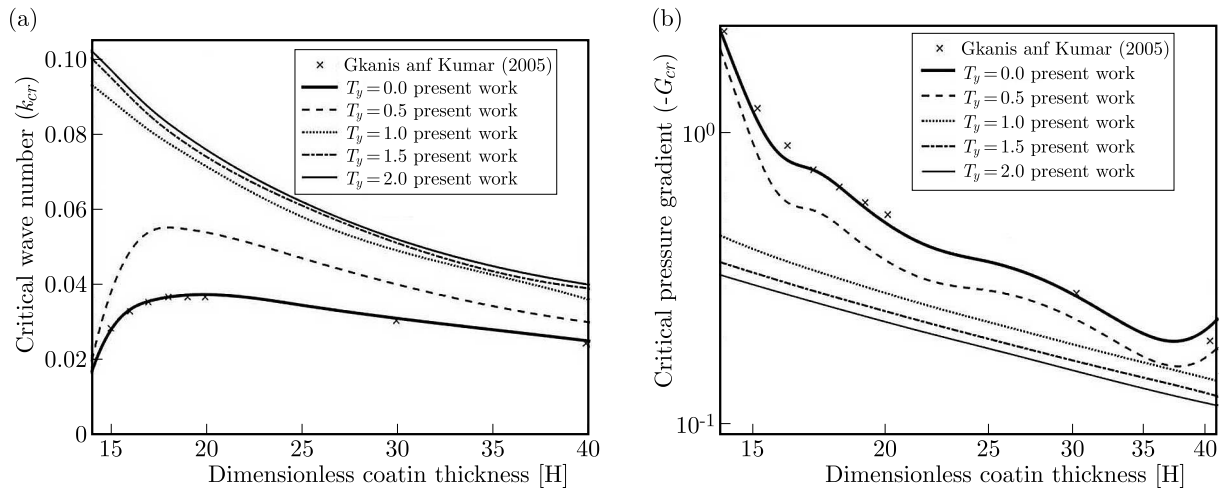 (a)
0.10
0.08
0.06
0.04
0.02
0
Critical wave number (k_cr)
× Gkanis anf Kumar (2005)
T_y = 0.0 present work
T_y = 0.5 present work
T_y = 1.0 present work
T_y = 1.5 present work
T_y = 2.0 present work
15 20 25 30 35 40
Dimensionless coatin thickness [H]
(b)
10^0
10^-1
Critical pressure gradient (-G_cr)
× Gkanis anf Kumar (2005)
T_y = 0.0 present work
T_y = 0.5 present work
T_y = 1.0 present work
T_y = 1.5 present work
T_y = 2.0 present work
15 20 25 30 35 40
Dimensionless coatin thickness [H]